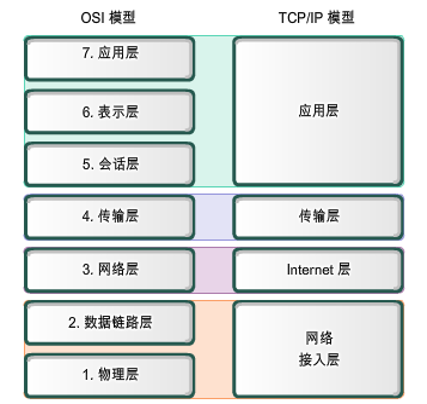 OSI 模型
TCP/IP 模型
7. 应用层
6. 表示层
应用层
5. 会话层
4. 传输层
传输层
3. 网络层
Internet 层
2. 数据链路层
网络
接入层
1. 物理层